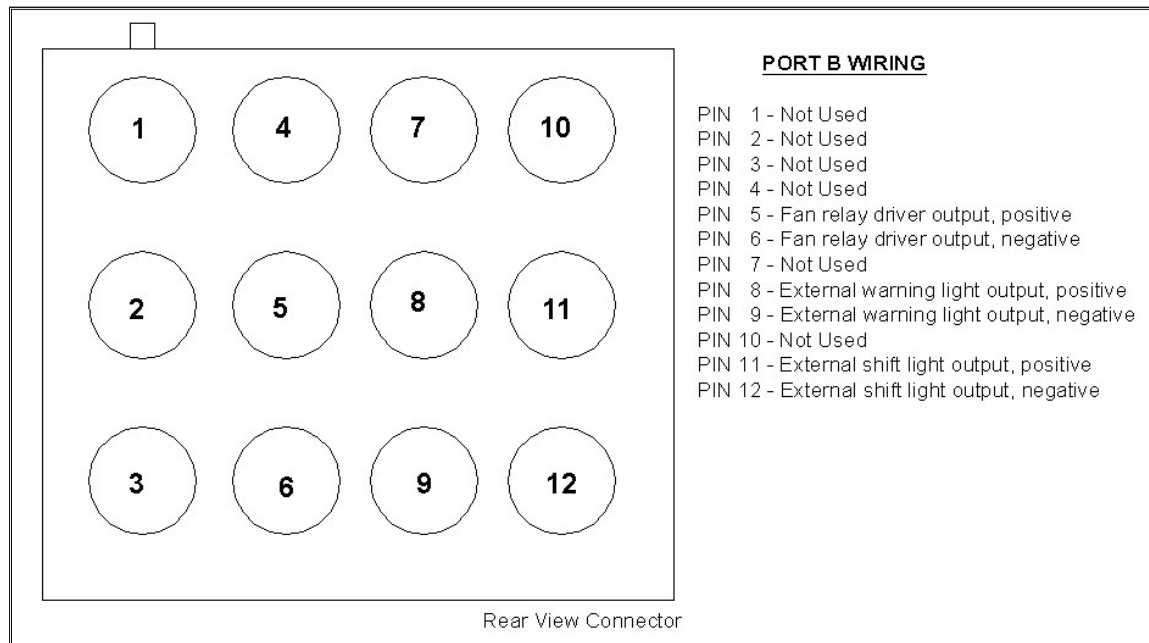 1 4 7 10
2 5 8 11
3 6 9 12
Rear View Connector
PORT B WIRING
PIN 1 - Not Used
PIN 2 - Not Used
PIN 3 - Not Used
PIN 4 - Not Used
PIN 5 - Fan relay driver output, positive
PIN 6 - Fan relay driver output, negative
PIN 7 - Not Used
PIN 8 - External warning light output, positive
PIN 9 - External warning light output, negative
PIN 10 - Not Used
PIN 11 - External shift light output, positive
PIN 12 - External shift light output, negative